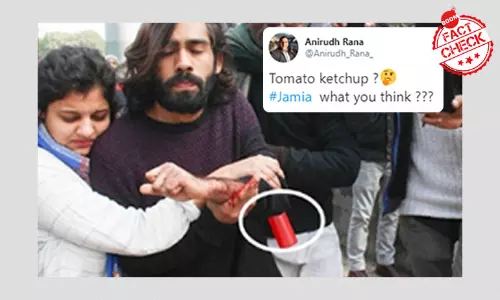 BOOM
FACT
CHECK
Anirudh Rana
@Anirudh_Rana_
Tomato ketchup ?🤔
#Jamia what you think ???